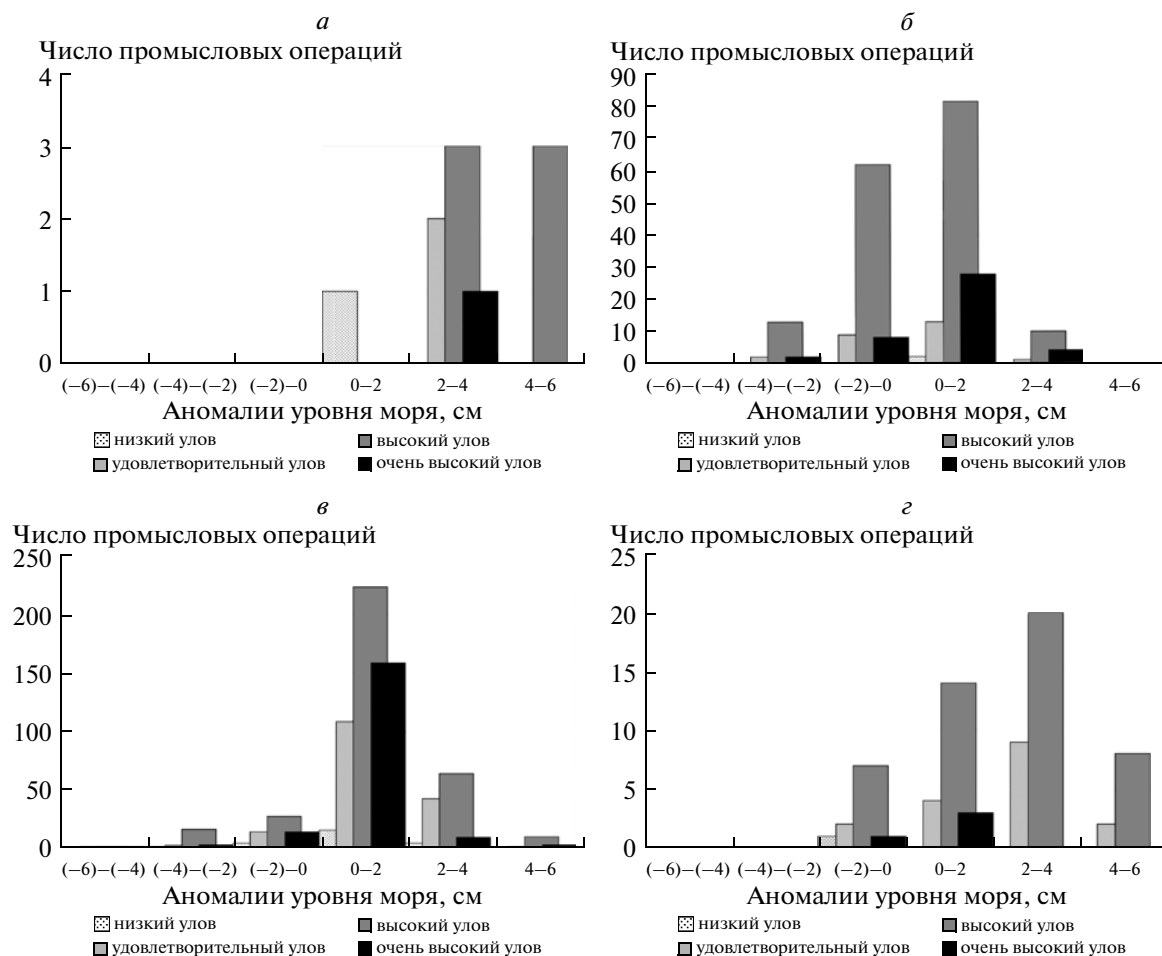 а
Число промысловых операций
4
3
2
1
0
(−6)−(−4) (−4)−(−2) (−2)−0 0−2 2−4 4−6
Аномалии уровня моря, см
низкий улов высокий улов
удовлетворительный улов очень высокий улов
б
Число промысловых операций
90
80
70
60
50
40
30
20
10
0
(−6)−(−4) (−4)−(−2) (−2)−0 0−2 2−4 4−6
Аномалии уровня моря, см
низкий улов высокий улов
удовлетворительный улов очень высокий улов
в
Число промысловых операций
250
200
150
100
50
0
(−6)−(−4) (−4)−(−2) (−2)−0 0−2 2−4 4−6
Аномалии уровня моря, см
низкий улов высокий улов
удовлетворительный улов очень высокий улов
г
Число промысловых операций
25
20
15
10
5
0
(−6)−(−4) (−4)−(−2) (−2)−0 0−2 2−4 4−6
Аномалии уровня моря, см
низкий улов высокий улов
удовлетворительный улов очень высокий улов